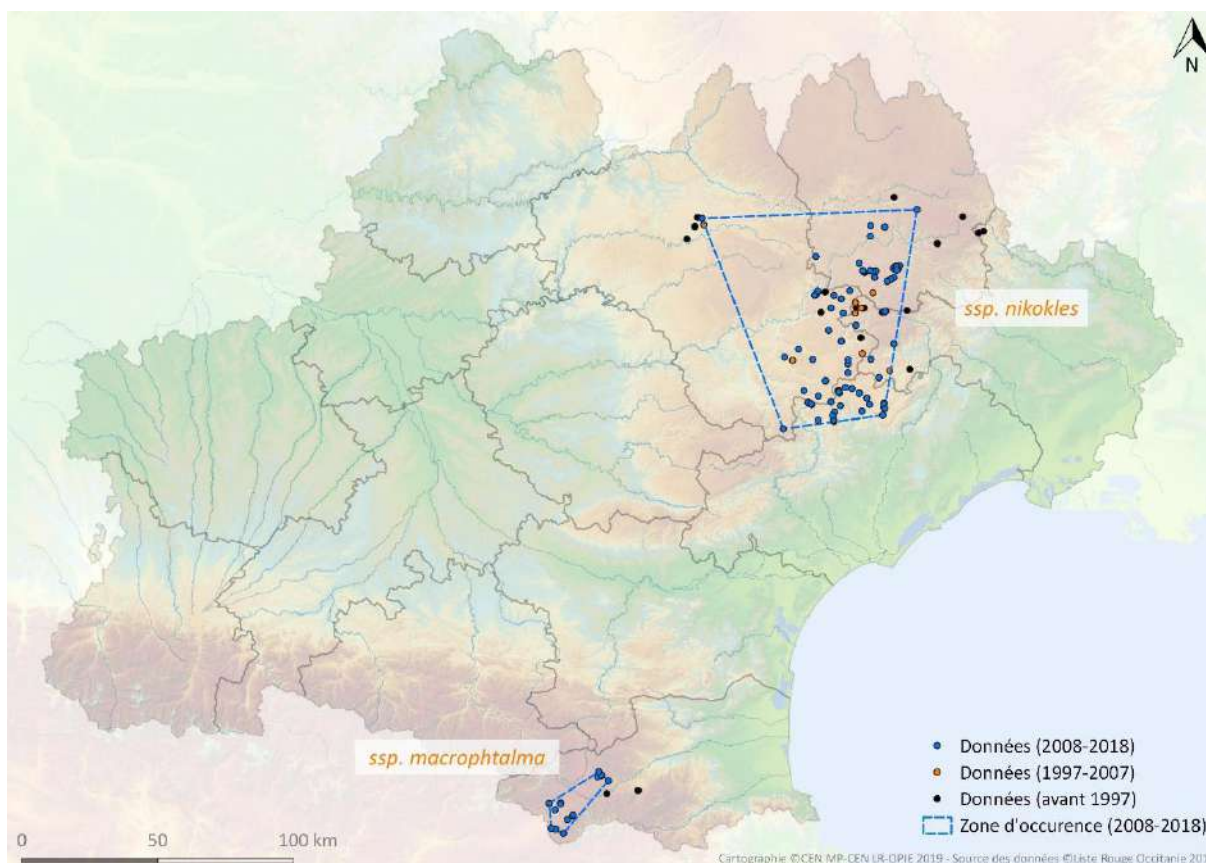 N
ssp. nikokles
ssp. macrophtalma
Données (2008-2018)
Données (1997-2007)
Données (avant 1997)
Zone d'occurence (2008-2018)
0 50 100 km
Cartographie ©CEN MP-CEN LR-OPIE 2019 - Source des données ©Liste Rouge Occitanie 201